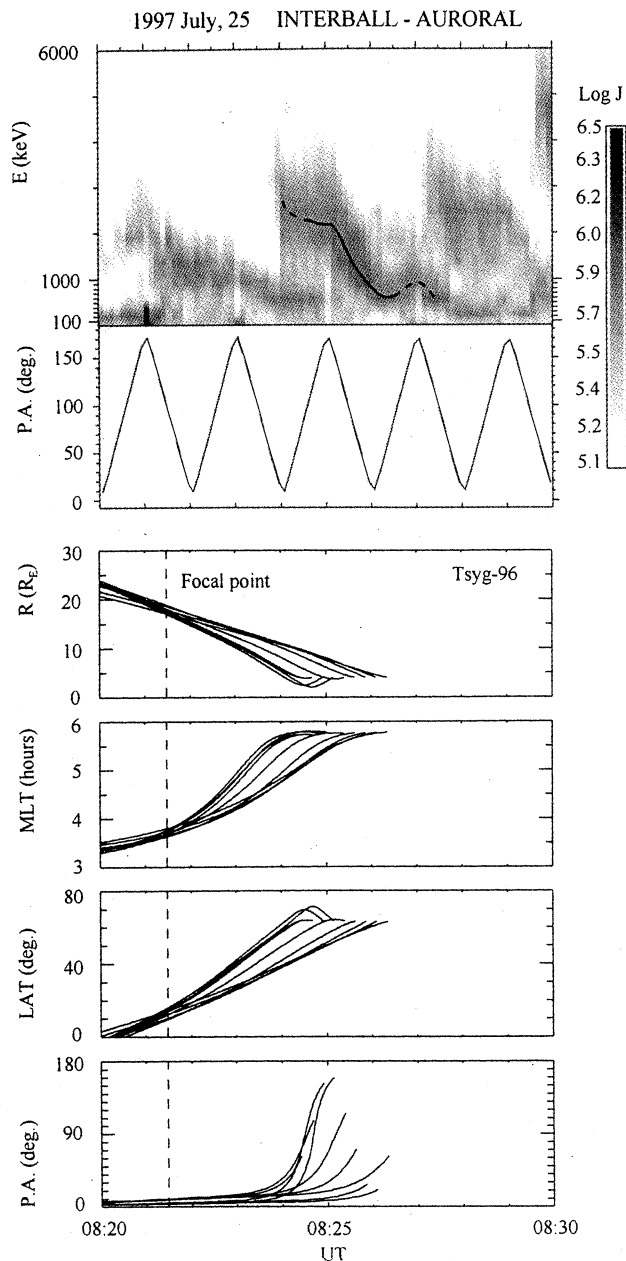 1997 July, 25 INTERBALL - AURORAL
6000
E (keV)
1000
100
Log J
6.5
6.3
6.2
6.0
5.9
5.7
5.5
5.4
5.2
5.1
150
P.A. (deg.)
100
50
0
30
R (R_E)
20
10
0
Focal point
Tsyg-96
6
MLT (hours)
5
4
3
80
LAT (deg.)
40
0
180
P.A. (deg.)
90
0
08:20 08:25 08:30
UT